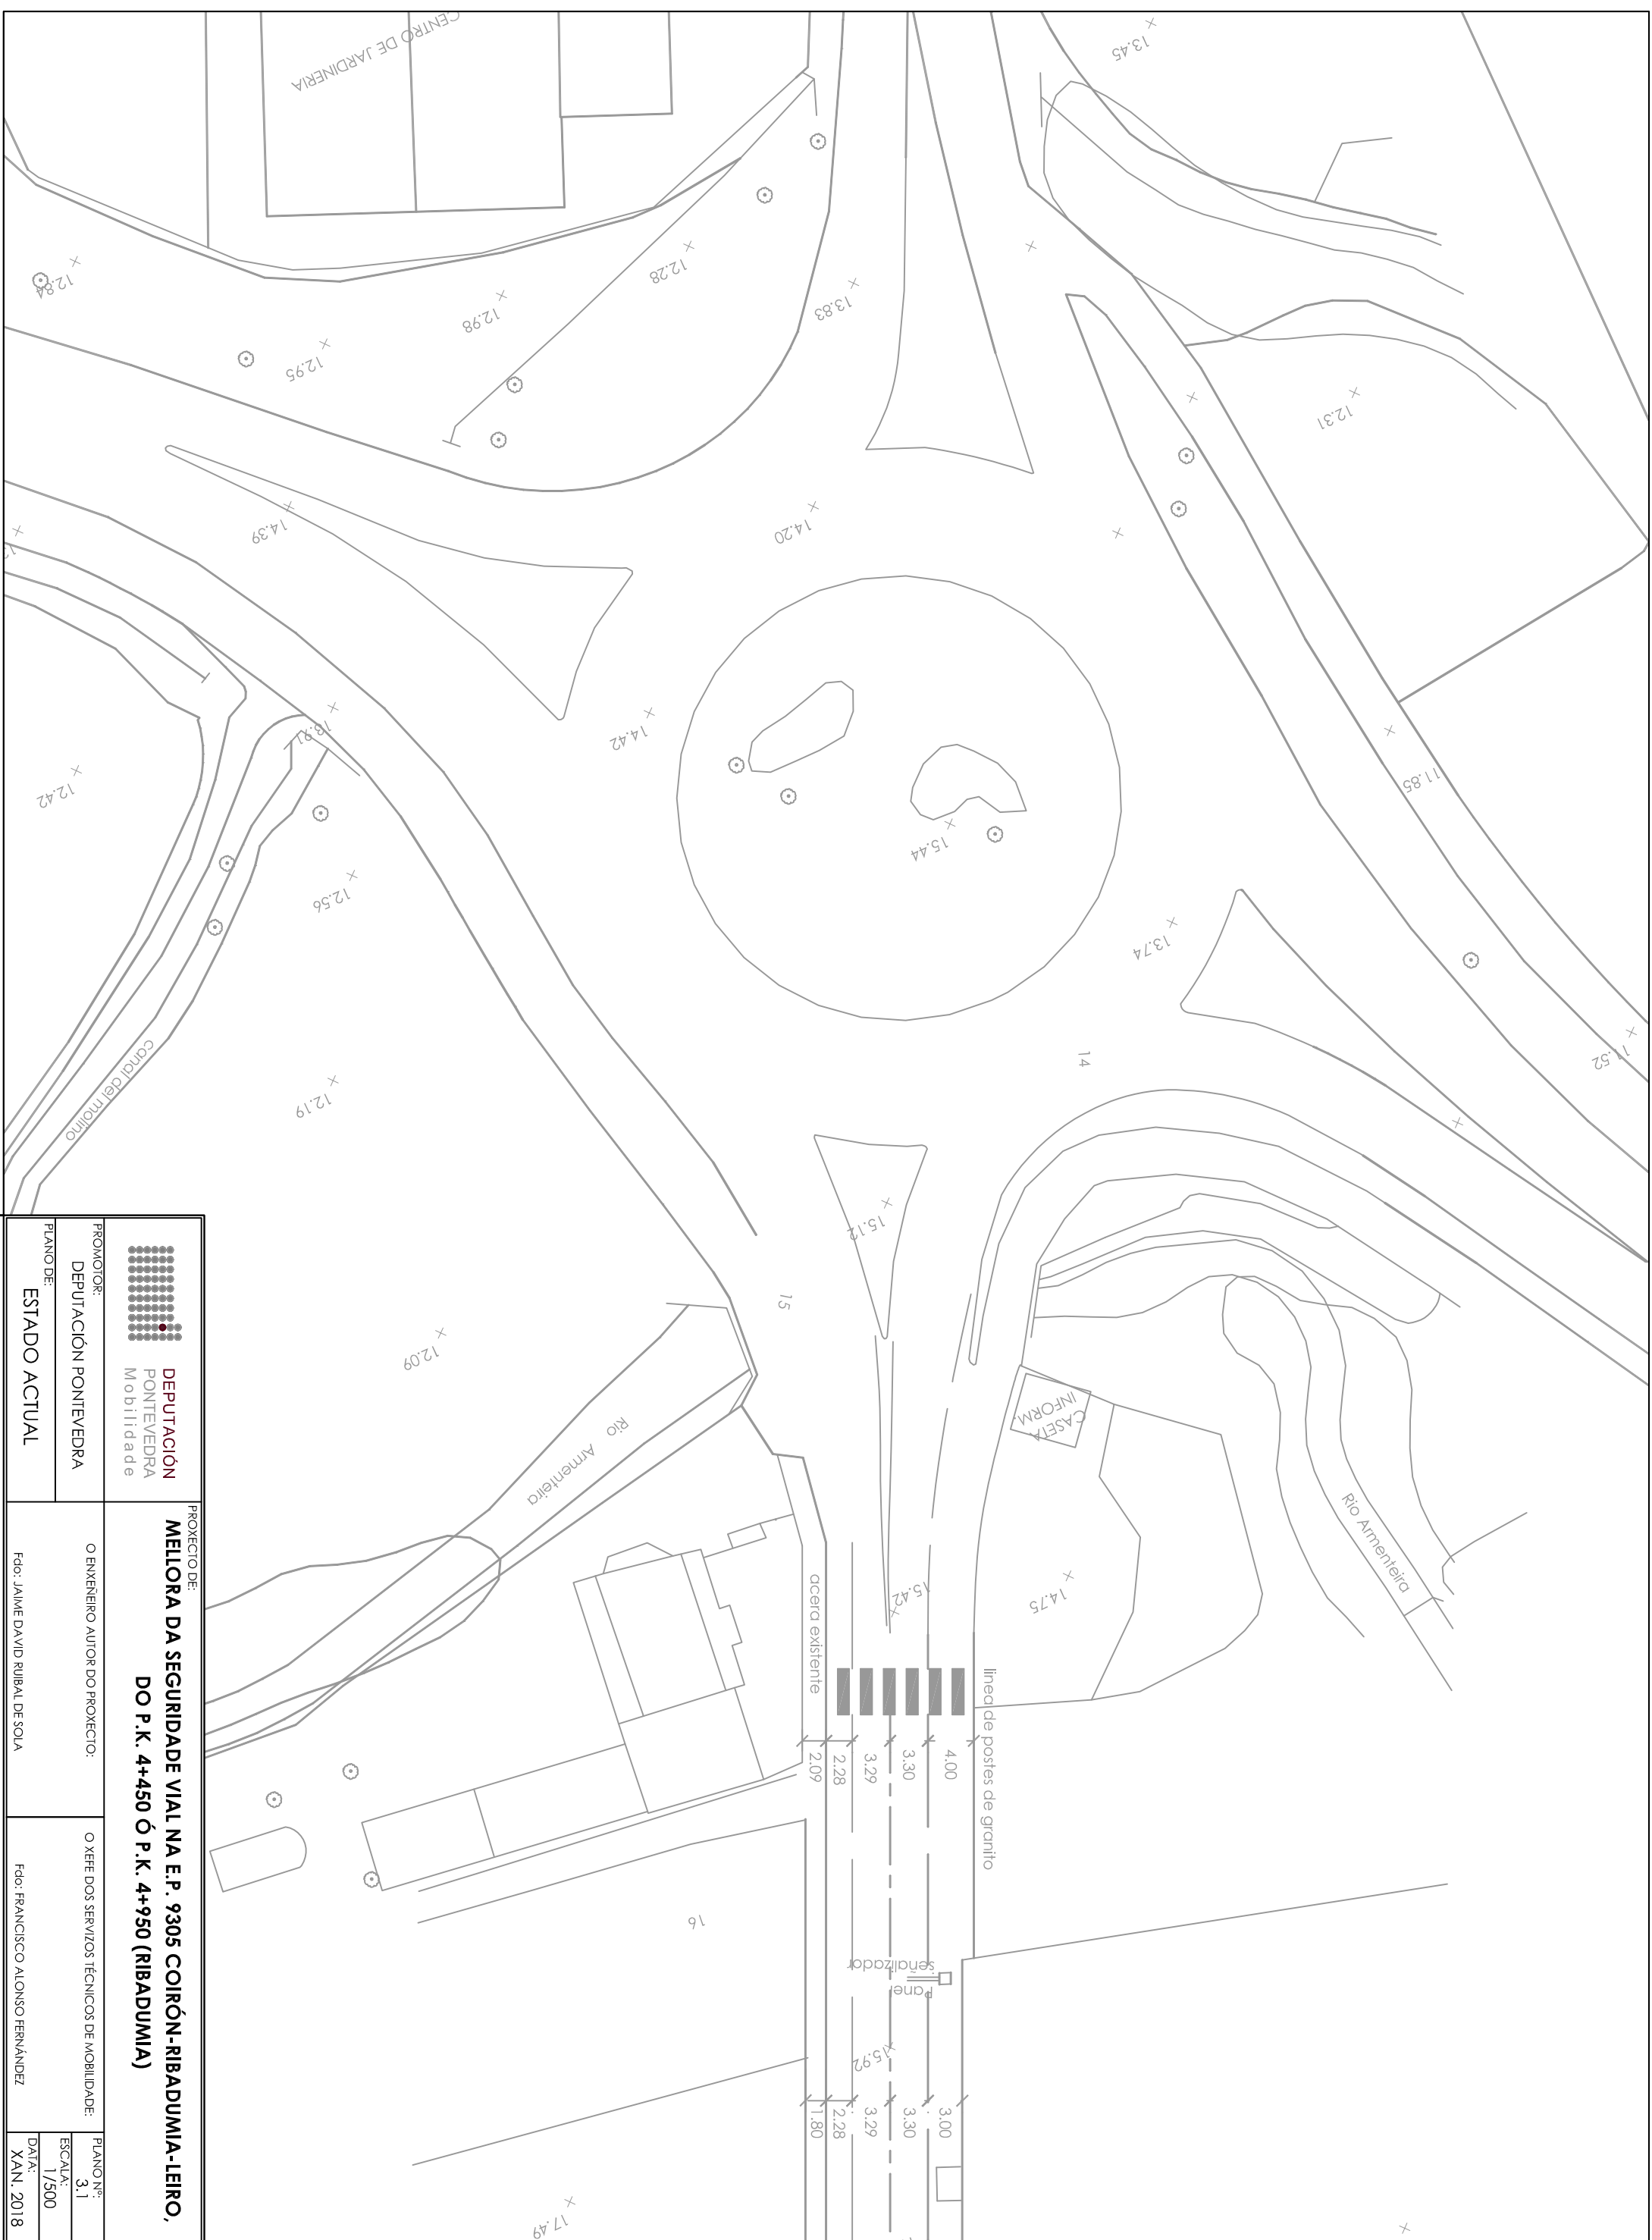 CENTRO DE JARDINERIA
13.45
12.84
12.28
12.98
13.83
12.95
12.31
14.39
14.20
14.42
12.42
12.56
15.44
11.85
13.74
11.52
14
Canal del molino
12.19
15.12
15
12.09
Rio Armenteira
CASETA
INFORM.
Rio Armenteira
14.75
15.42
acera existente
linea de postes de granito
2.09
2.28
3.29
3.30
4.00
16
Panel
señalizador
15.92
1.80
2.28
3.29
3.30
3.00
17.49
DEPUTACIÓN
PONTEVEDRA
Mobilidade
PROMOTOR:
DEPUTACIÓN PONTEVEDRA
PLANO DE:
ESTADO ACTUAL
PROXECTO DE:
MELLORA DA SEGURIDADE VIAL NA E.P. 9305 COIRÓN-RIBADUMIA-LEIRO,
DO P.K. 4+450 Ó P.K. 4+950 (RIBADUMIA)
O ENXEÑEIRO AUTOR DO PROXECTO:
Fdo: JAIME DAVID RUIBAL DE SOLA
O XEFE DOS SERVIZOS TÉCNICOS DE MOBILIDADE:
Fdo: FRANCISCO ALONSO FERNÁNDEZ
PLANO Nº:
3.1
ESCALA:
1/500
DATA:
XAN. 2018